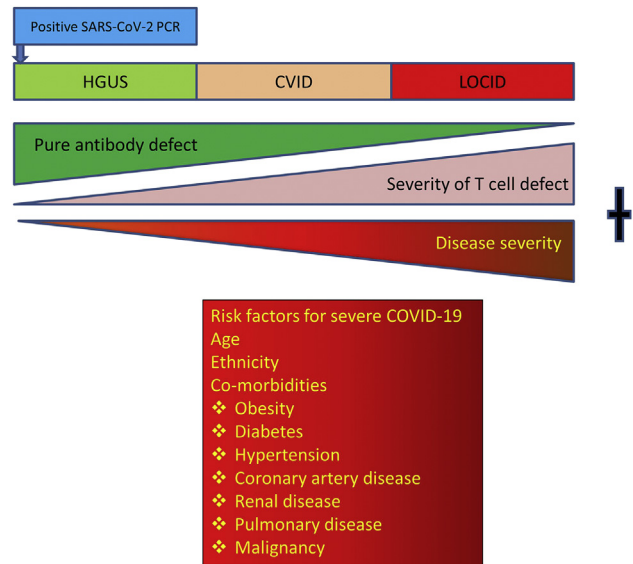 Positive SARS-CoV-2 PCR
HGUS
CVID
LOCID
Pure antibody defect
Severity of T cell defect
Disease severity
Risk factors for severe COVID-19
Age
Ethnicity
Co-morbidities
❖ Obesity
❖ Diabetes
❖ Hypertension
❖ Coronary artery disease
❖ Renal disease
❖ Pulmonary disease
❖ Malignancy